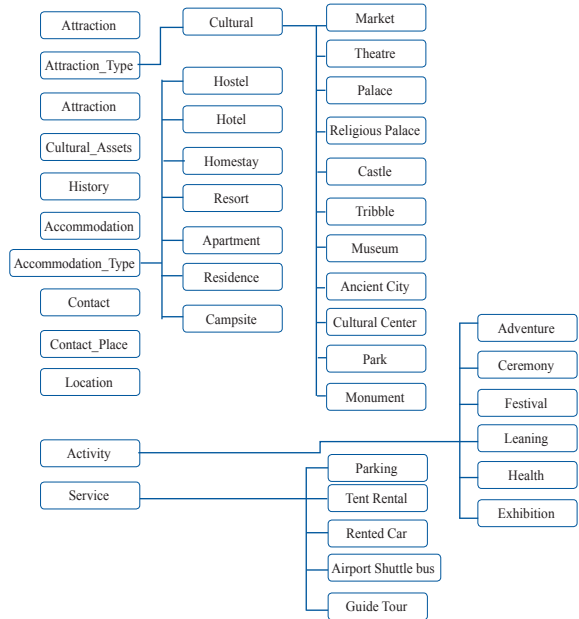 Attraction
Attraction_Type
Attraction
Cultural_Assets
History
Accommodation
Accommodation_Type
Contact
Contact_Place
Location
Activity
Service
Cultural
Hostel
Hotel
Homestay
Resort
Apartment
Residence
Campsite
Market
Theatre
Palace
Religious Palace
Castle
Tribble
Museum
Ancient City
Cultural Center
Park
Monument
Parking
Tent Rental
Rented Car
Airport Shuttle bus
Guide Tour
Adventure
Ceremony
Festival
Leaning
Health
Exhibition